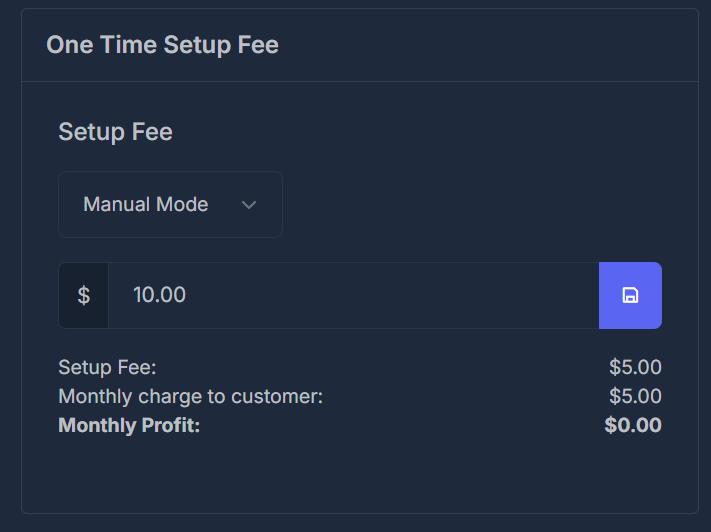 One Time Setup Fee
Setup Fee
Manual Mode
$ 10.00
Setup Fee: $5.00
Monthly charge to customer: $5.00
Monthly Profit: $0.00